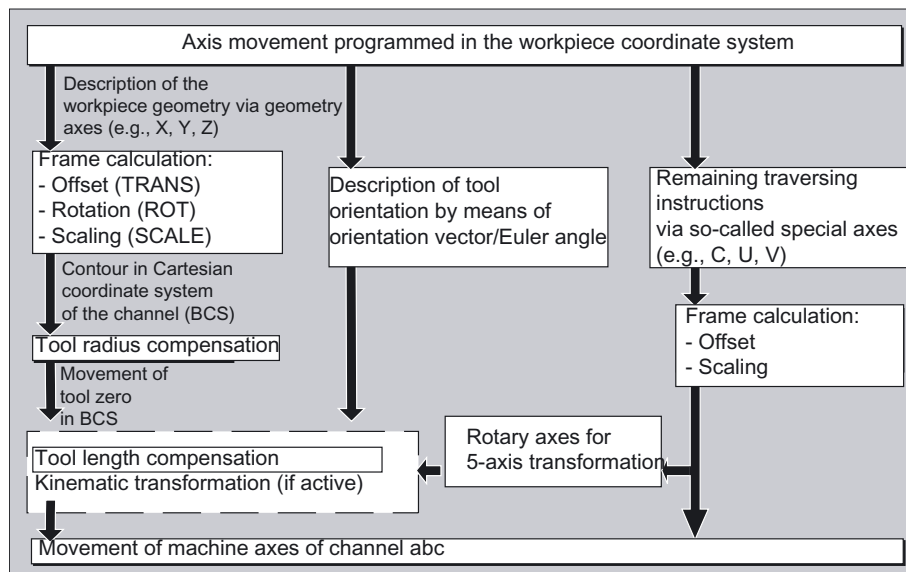 Axis movement programmed in the workpiece coordinate system
Description of the
workpiece geometry via geometry
axes (e.g., X, Y, Z)
Frame calculation:
- Offset (TRANS)
- Rotation (ROT)
- Scaling (SCALE)
Description of tool
orientation by means of
orientation vector/Euler angle
Remaining traversing
instructions
via so-called special axes
(e.g., C, U, V)
Contour in Cartesian
coordinate system
of the channel (BCS)
Frame calculation:
- Offset
- Scaling
Tool radius compensation
Movement of
tool zero
in BCS
Rotary axes for
5-axis transformation
Tool length compensation
Kinematic transformation (if active)
Movement of machine axes of channel abc